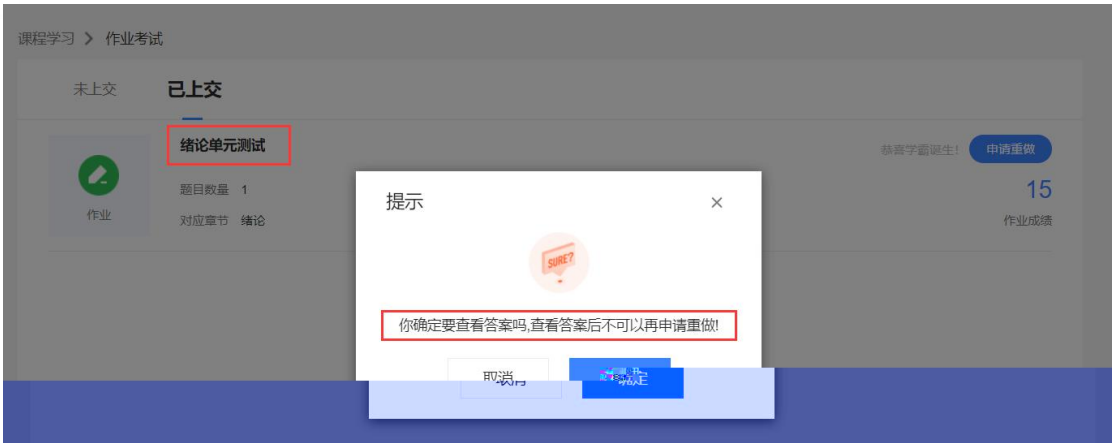 课程学习 > 作业考试
未上交 已上交
绪论单元测试
恭喜学霸诞生! 申请重做
题目数量 1
15
作业
对应章节 绪论
作业成绩
提示 ×
SURE?
你确定要查看答案吗,查看答案后不可以再申请重做!
取消